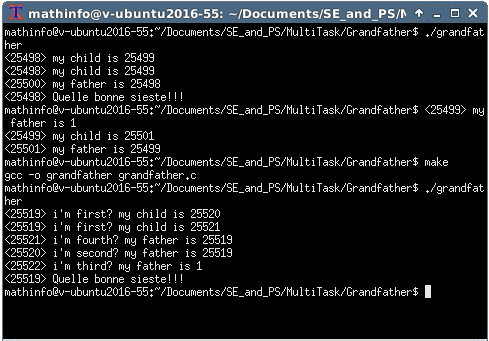 mathinfo@v-ubuntu2016-55: ~/Documents/SE_and_PS/M
mathinfo@v-ubuntu2016-55:~/Documents/SE_and_PS/MultiTask/Grandfather$ ./grandfat
her
<25498> my child is 25499
<25498> my child is 25499
<25500> my father is 25498
<25498> Quelle bonne sieste!!!
mathinfo@v-ubuntu2016-55:~/Documents/SE_and_PS/MultiTask/Grandfather$ <25499> my
 father is 1
<25499> my child is 25501
<25501> my father is 25499
mathinfo@v-ubuntu2016-55:~/Documents/SE_and_PS/MultiTask/Grandfather$ make
gcc -o grandfather grandfather.c
mathinfo@v-ubuntu2016-55:~/Documents/SE_and_PS/MultiTask/Grandfather$ ./grandfat
her
<25519> i'm first? my child is 25520
<25519> i'm first? my child is 25521
<25521> i'm fourth? my father is 25519
<25520> i'm second? my father is 25519
<25522> i'm third? my father is 1
<25519> Quelle bonne sieste!!!
mathinfo@v-ubuntu2016-55:~/Documents/SE_and_PS/MultiTask/Grandfather$